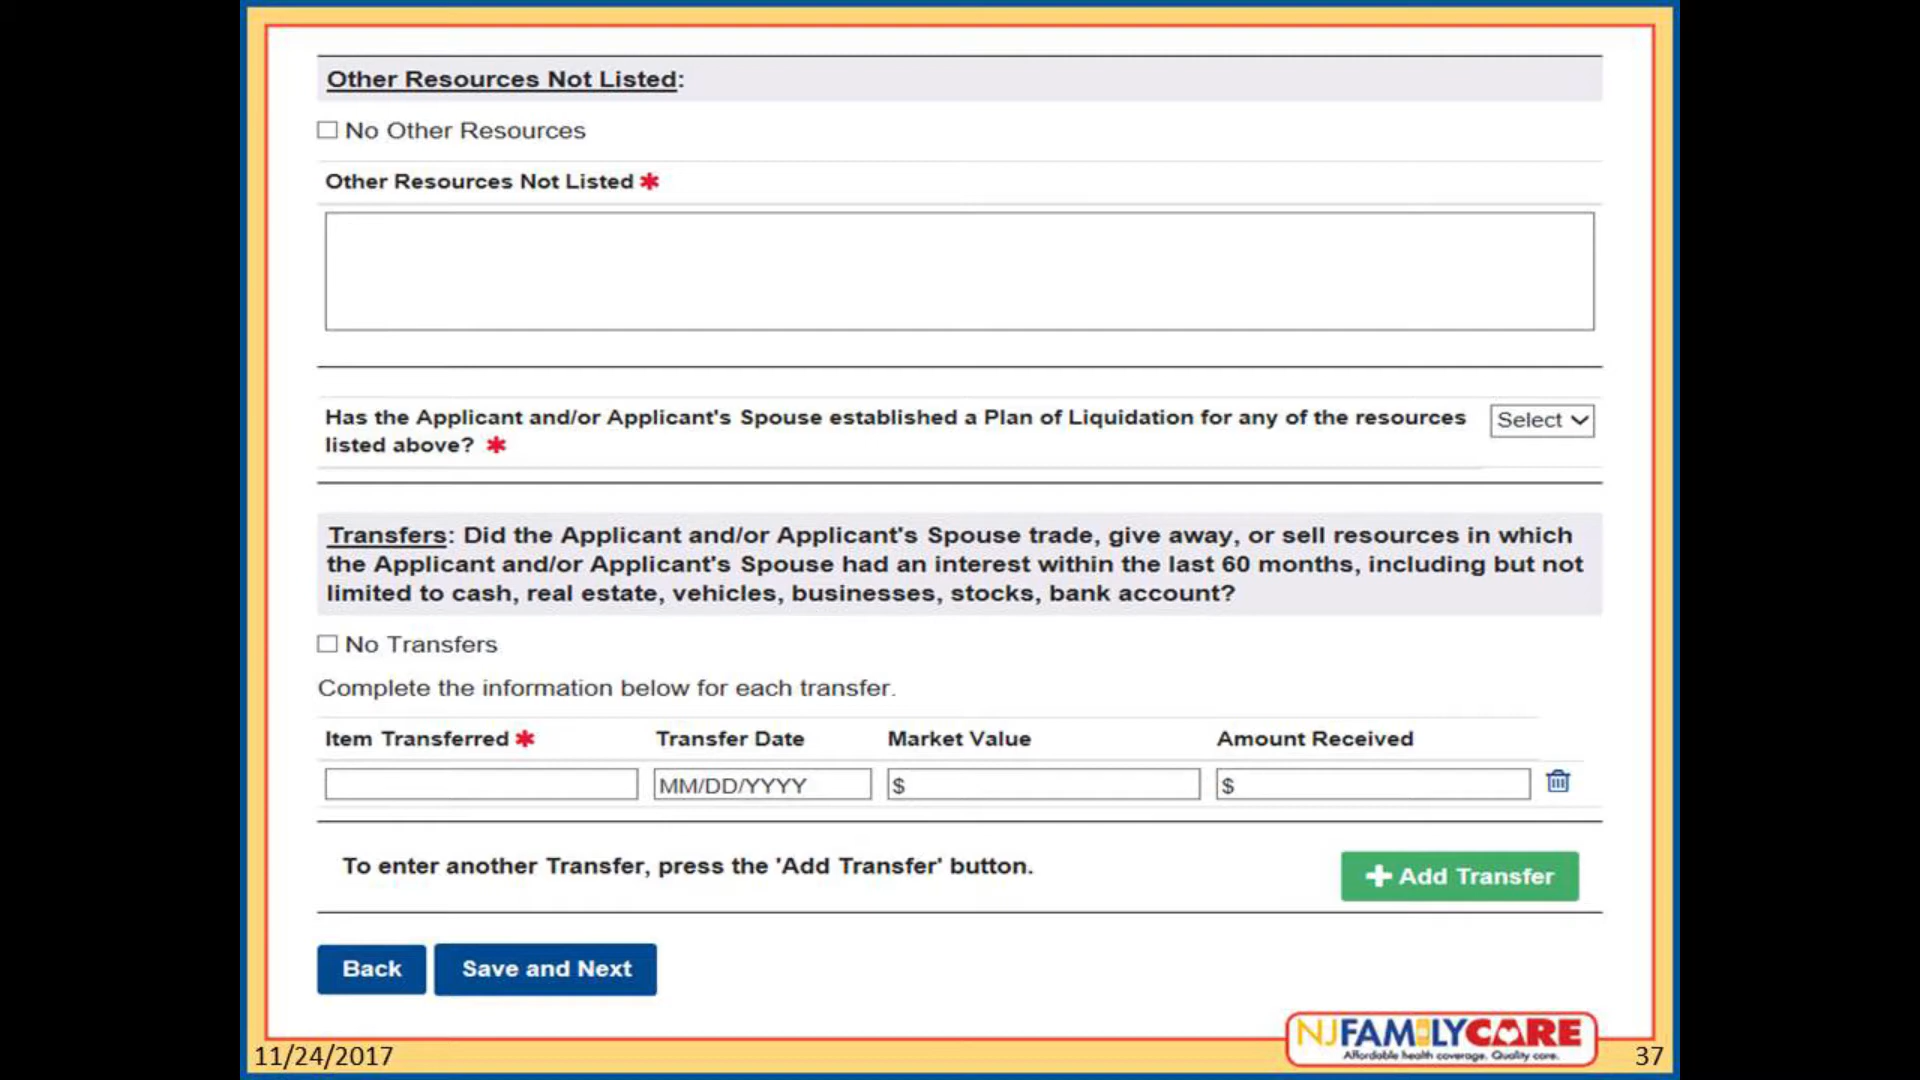 Other Resources Not Listed:
No Other Resources
Other Resources Not Listed *
Has the Applicant and/or Applicant's Spouse established a Plan of Liquidation for any of the resources
listed above? *
Select
Transfers: Did the Applicant and/or Applicant's Spouse trade, give away, or sell resources in which
the Applicant and/or Applicant's Spouse had an interest within the last 60 months, including but not
limited to cash, real estate, vehicles, businesses, stocks, bank account?
No Transfers
Complete the information below for each transfer.
Item Transferred * Transfer Date Market Value Amount Received
MM/DD/YYYY $ $
To enter another Transfer, press the 'Add Transfer' button.
+ Add Transfer
Back Save and Next
NJFAMILYCARE
Affordable health coverage. Quality care.
11/24/2017
37